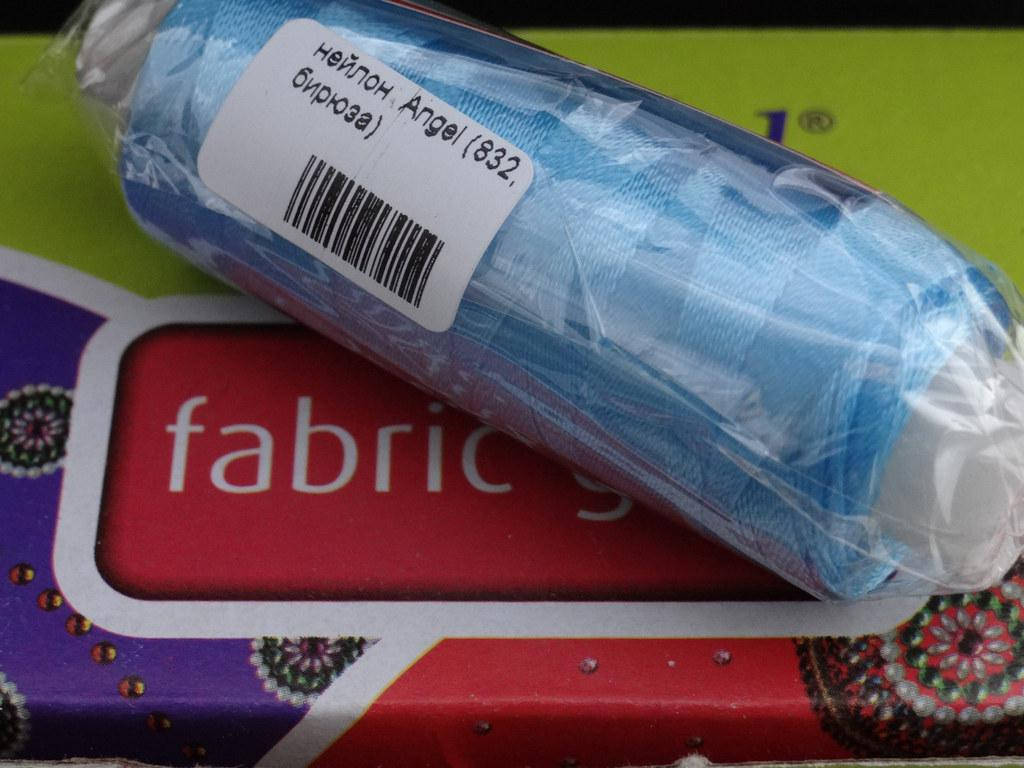 нейлон Angel (832,
бирюза)
®
fabric g